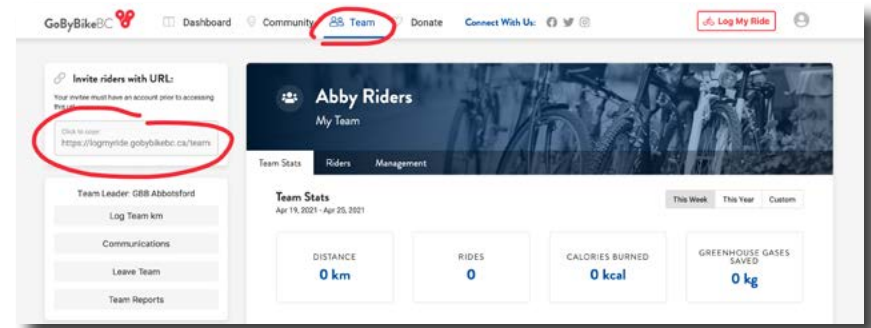 GoByBikeBC
Dashboard
Community
Team
Donate
Connect With Us:
Log My Ride
Invite riders with URL:
Your invitee must have an account prior to accessing
this url
Click to copy
https://logmyride.gobybikebc.ca/team
Team Leader: GBB Abbotsford
Log Team km
Communications
Leave Team
Team Reports
Abby Riders
My Team
Team Stats
Riders
Management
Team Stats
Apr 19, 2021 - Apr 25, 2021
This Week
This Year
Custom
DISTANCE
0 km
RIDES
0
CALORIES BURNED
0 kcal
GREENHOUSE GASES
SAVED
0 kg